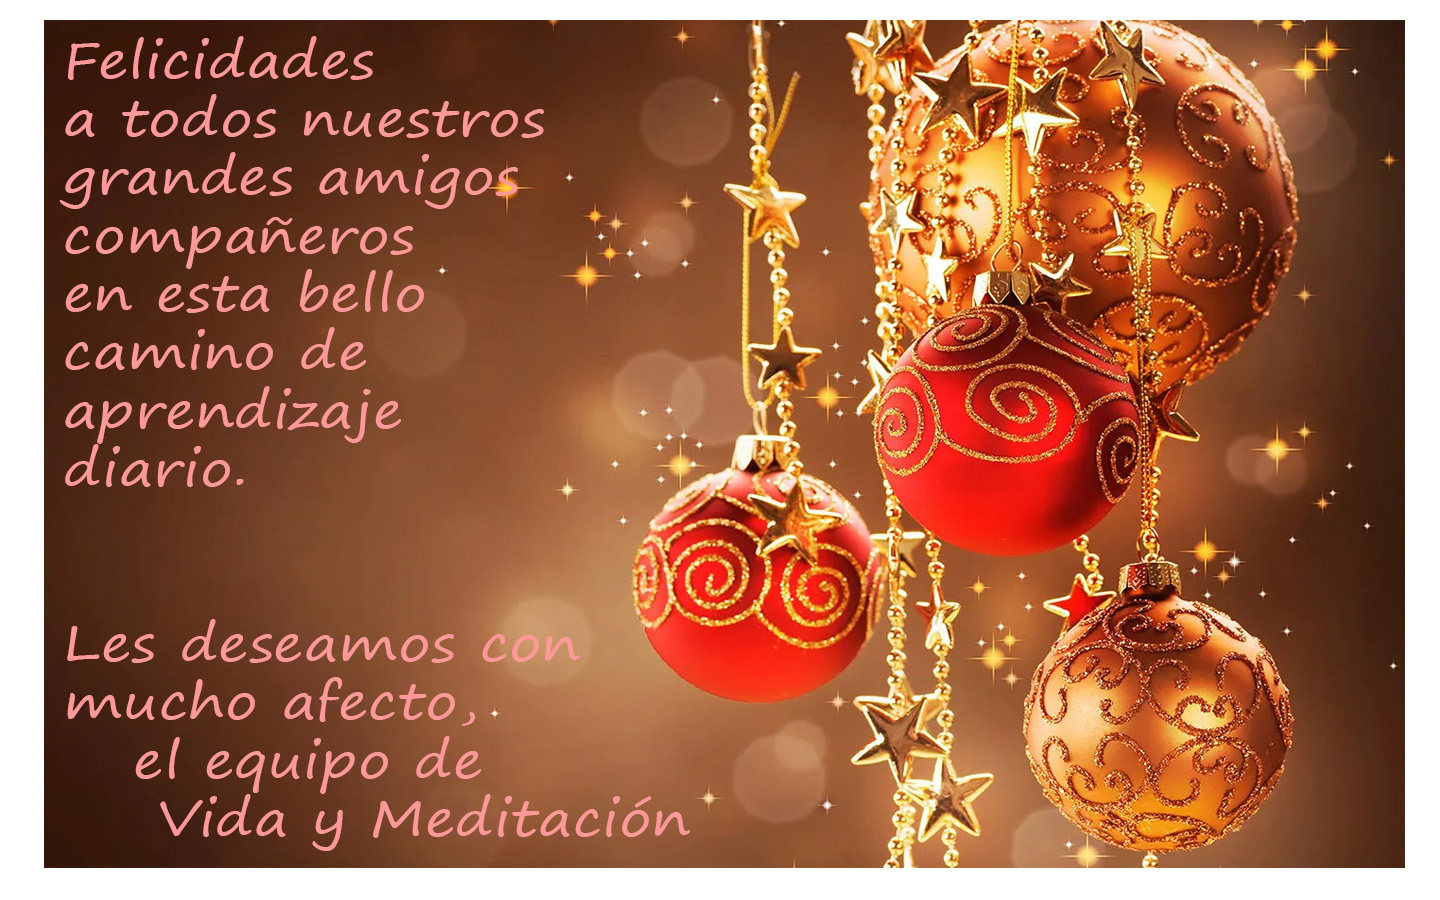 Felicidades
a todos nuestros
grandes amigos
compañeros
en esta bello
camino de
aprendizaje
diario.
Les deseamos con
mucho afecto,
el equipo de
Vida y Meditación